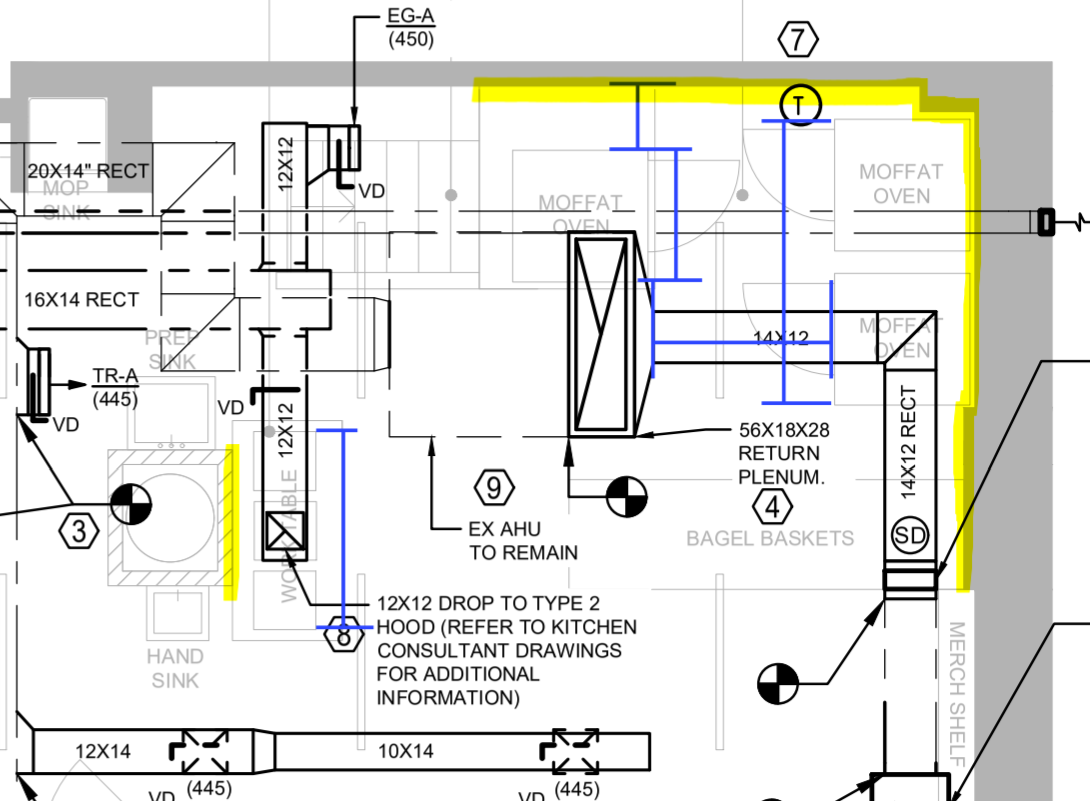 EG-A
(450)
7
T
20X14" RECT
MOP
SINK
12X12
VD
MOFFAT
OVEN
MOFFAT
OVEN
16X14 RECT
PREP
SINK
14X12
MOFFAT
OVEN
TR-A
(445)
VD
VD
12X12
56X18X28
RETURN
PLENUM.
14X12 RECT
9
4
3
EX AHU
TO REMAIN
BAGEL BASKETS
SD
WORK TABLE
8
12X12 DROP TO TYPE 2
HOOD (REFER TO KITCHEN
CONSULTANT DRAWINGS
FOR ADDITIONAL
INFORMATION)
HAND
SINK
MERCH SHELF
12X14
10X14
VD
(445)
VD
(445)